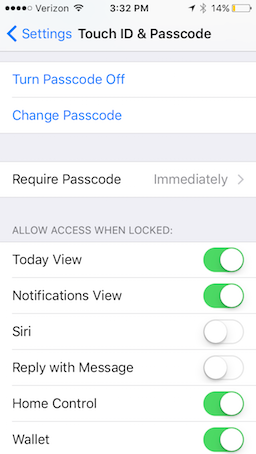 Verizon 3:32 PM 14%
Settings Touch ID & Passcode
Turn Passcode Off
Change Passcode
Require Passcode Immediately
ALLOW ACCESS WHEN LOCKED:
Today View
Notifications View
Siri
Reply with Message
Home Control
Wallet